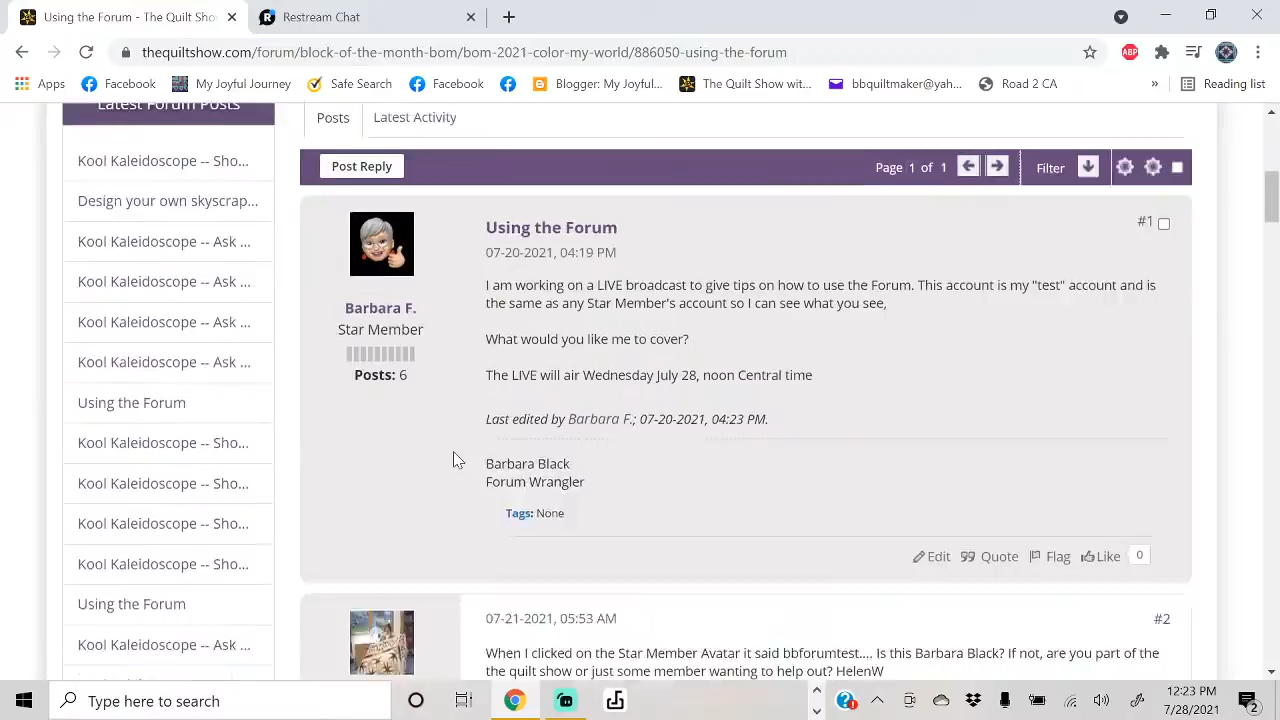 Using the Forum - The Quilt Sho
Restream Chat
thequiltshow.com/forum/block-of-the-month-bom/bom-2021-color-my-world/886050-using-the-forum
ABP
Apps
Facebook
My Joyful Journey
Safe Search
Facebook
Blogger: My Joyful...
The Quilt Show wit...
bbquiltmaker@yah...
Road 2 CA
»
Reading list
Latest Forum Posts
Kool Kaleidoscope -- Sho...
Design your own skyscrap...
Kool Kaleidoscope -- Ask ...
Kool Kaleidoscope -- Ask ...
Kool Kaleidoscope -- Ask ...
Kool Kaleidoscope -- Ask ...
Using the Forum
Kool Kaleidoscope -- Sho...
Kool Kaleidoscope -- Sho...
Kool Kaleidoscope -- Sho...
Kool Kaleidoscope -- Sho...
Using the Forum
Kool Kaleidoscope -- Ask ...
Posts
Latest Activity
Post Reply
Page 1 of 1
Filter
Barbara F.
Star Member
Posts: 6
Using the Forum
#1
07-20-2021, 04:19 PM
I am working on a LIVE broadcast to give tips on how to use the Forum. This account is my "test" account and is
the same as any Star Member's account so I can see what you see,
What would you like me to cover?
The LIVE will air Wednesday July 28, noon Central time
Last edited by Barbara F.; 07-20-2021, 04:23 PM.
Barbara Black
Forum Wrangler
Tags: None
Edit
Quote
Flag
Like
0
07-21-2021, 05:53 AM
#2
When I clicked on the Star Member Avatar it said bbforumtest.... Is this Barbara Black? If not, are you part of the
the quilt show or just some member wanting to help out? HelenW
Type here to search
12:23 PM
7/28/2021
2